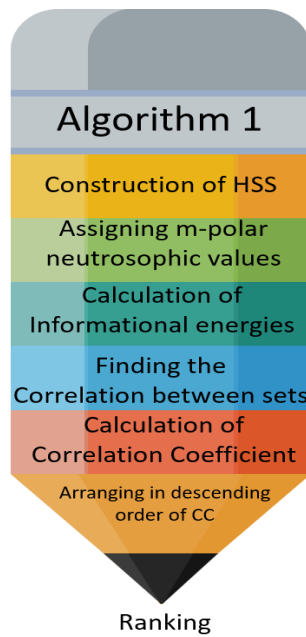 Algorithm 1
Construction of HSS
Assigning m-polar
neutrosophic values
Calculation of
Informational energies
Finding the
Correlation between sets
Calculation of
Correlation Coefficient
Arranging in descending
order of CC
Ranking